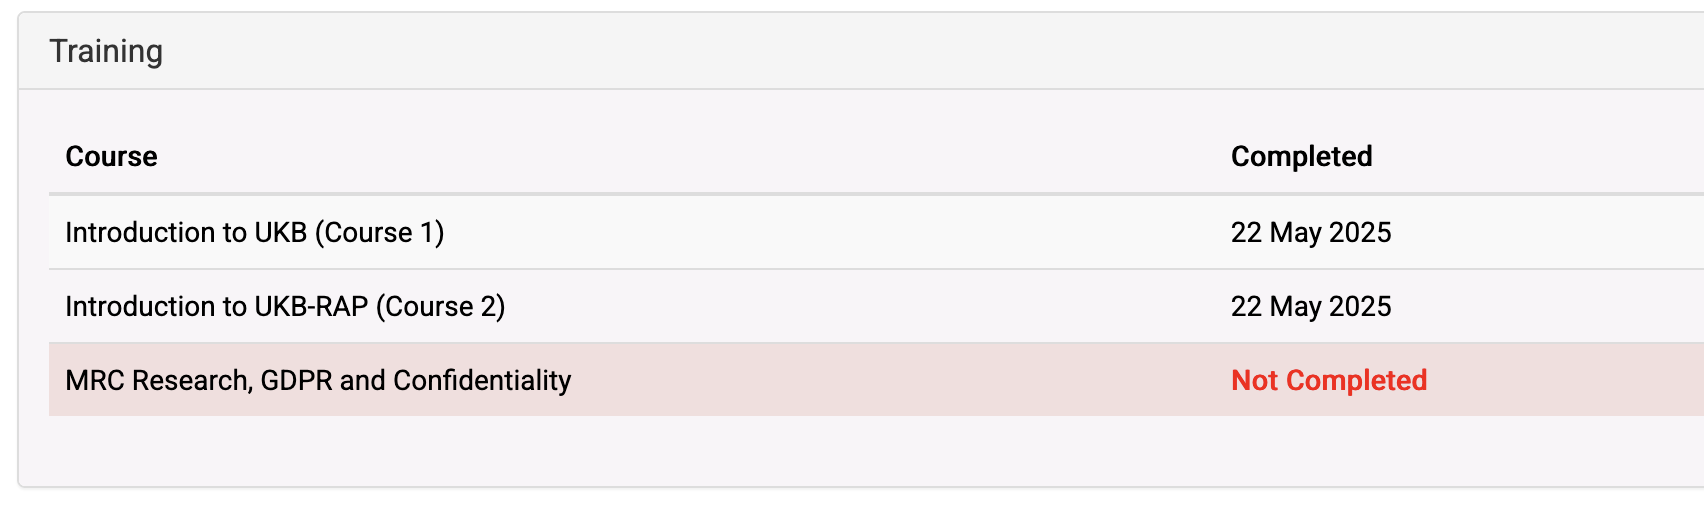 Training
Course Completed
Introduction to UKB (Course 1) 22 May 2025
Introduction to UKB-RAP (Course 2) 22 May 2025
MRC Research, GDPR and Confidentiality Not Completed